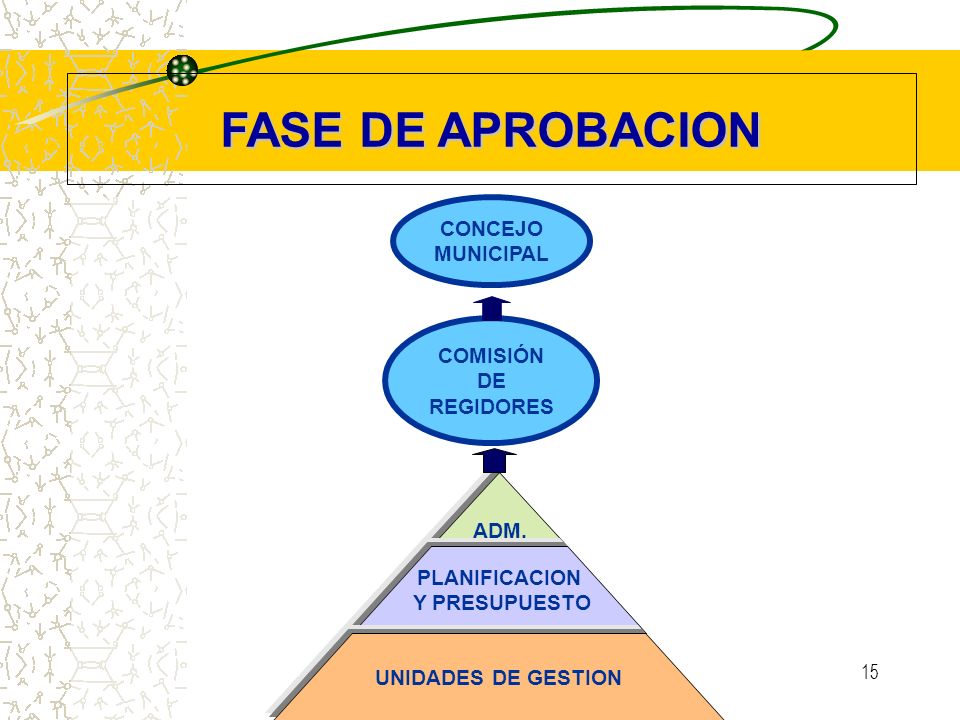 FASE DE APROBACION
CONCEJO
MUNICIPAL
COMISIÓN
DE
REGIDORES
ADM.
PLANIFICACION
Y PRESUPUESTO
UNIDADES DE GESTION
15